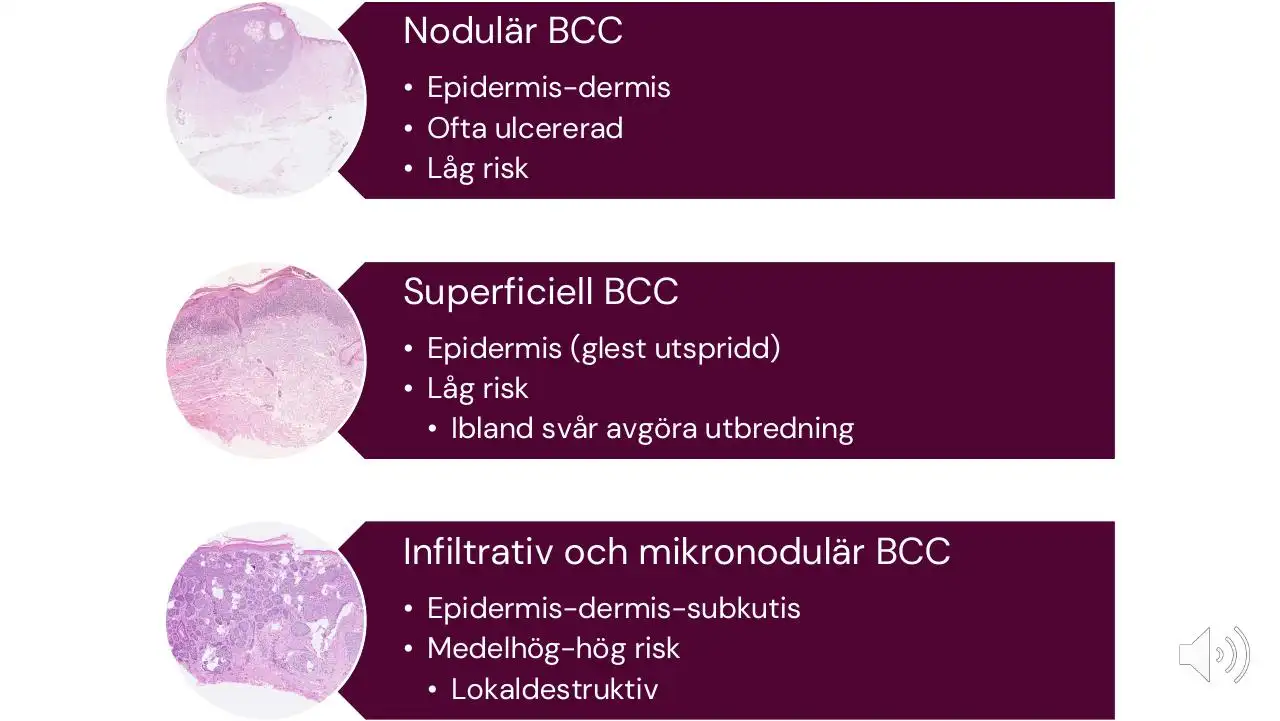 Nodulär BCC
• Epidermis-dermis
• Ofta ulcererad
• Låg risk
Superficiell BCC
• Epidermis (glest utspridd)
• Låg risk
• Ibland svår avgöra utbredning
Infiltrativ och mikronodulär BCC
• Epidermis-dermis-subkutis
• Medelhög-hög risk
• Lokaldestruktiv